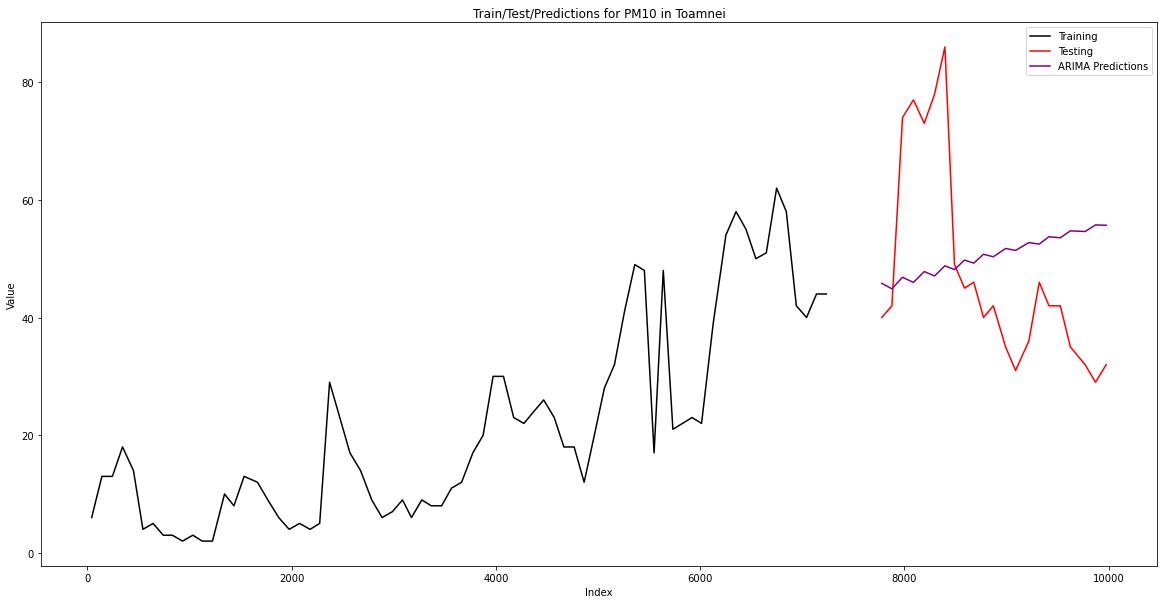 Train/Test/Predictions for PM10 in Toamnei
Training
Testing
ARIMA Predictions
80
60
40
20
0
Value
0 2000 4000 6000 8000 10000
Index